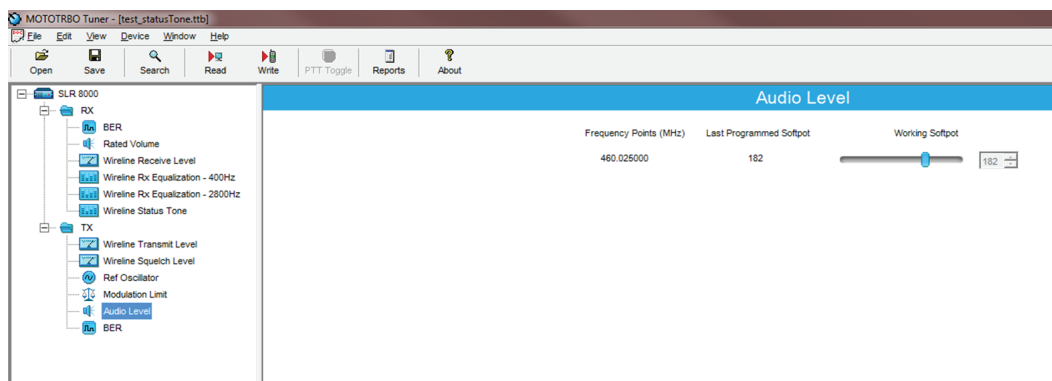 MOTOTRBO Tuner - [test_statusTone.ttb]
File Edit View Device Window Help
Open Save Search Read Write PTT Toggle Reports About
SLR 8000
RX
BER
Rated Volume
Wireline Receive Level
Wireline Rx Equalization - 400Hz
Wireline Rx Equalization - 2800Hz
Wireline Status Tone
TX
Wireline Transmit Level
Wireline Squelch Level
Ref Oscillator
Modulation Limit
Audio Level
BER
Audio Level
Frequency Points (MHz) Last Programmed Softpot Working Softpot
460.025000 182 182